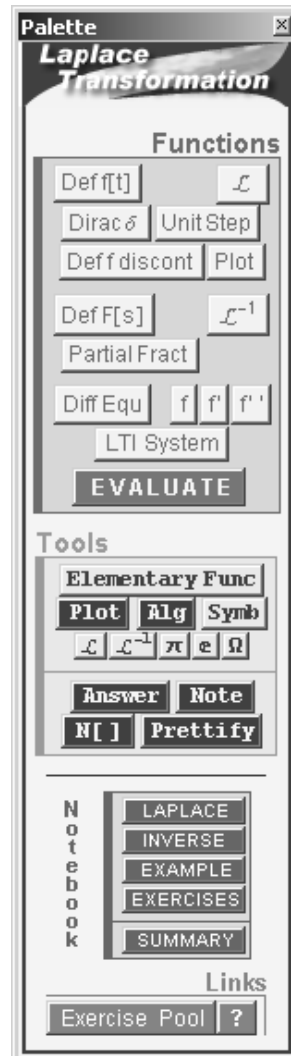 Palette ×
Laplace
Transformation
Functions
Def f[t] ℒ
Dirac δ Unit Step
Def f discont Plot
Def F[s] ℒ⁻¹
Partial Fract
Diff Equ f f' f''
LTI System
EVALUATE
Tools
Elementary Func
Plot Alg Symb
ℒ ℒ⁻¹ π e Ω
Answer Note
N[ ] Prettify
Notebook
LAPLACE
INVERSE
EXAMPLE
EXERCISES
SUMMARY
Links
Exercise Pool ?